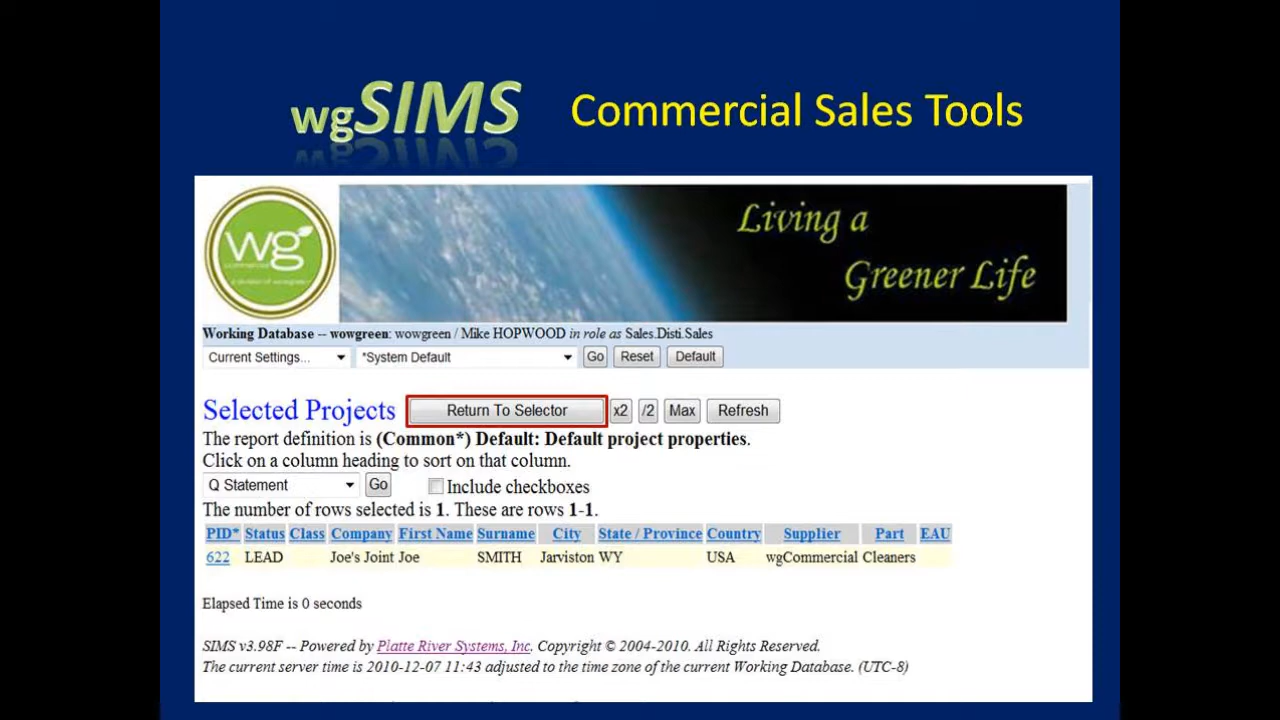 wgSIMS Commercial Sales Tools
wg
Living a
Greener Life
Working Database -- wowgreen: wowgreen / Mike HOPWOOD in role as Sales.Disti.Sales
Current Settings... *System Default Go Reset Default
Selected Projects Return To Selector x2 /2 Max Refresh
The report definition is (Common*) Default: Default project properties.
Click on a column heading to sort on that column.
Q Statement Go Include checkboxes
The number of rows selected is 1. These are rows 1-1.
PID* Status Class Company First Name Surname City State / Province Country Supplier Part EAU
622 LEAD Joe's Joint Joe SMITH Jarviston WY USA wgCommercial Cleaners
Elapsed Time is 0 seconds
SIMS v3.98F -- Powered by Platte River Systems, Inc. Copyright © 2004-2010. All Rights Reserved.
The current server time is 2010-12-07 11:43 adjusted to the time zone of the current Working Database. (UTC-8)